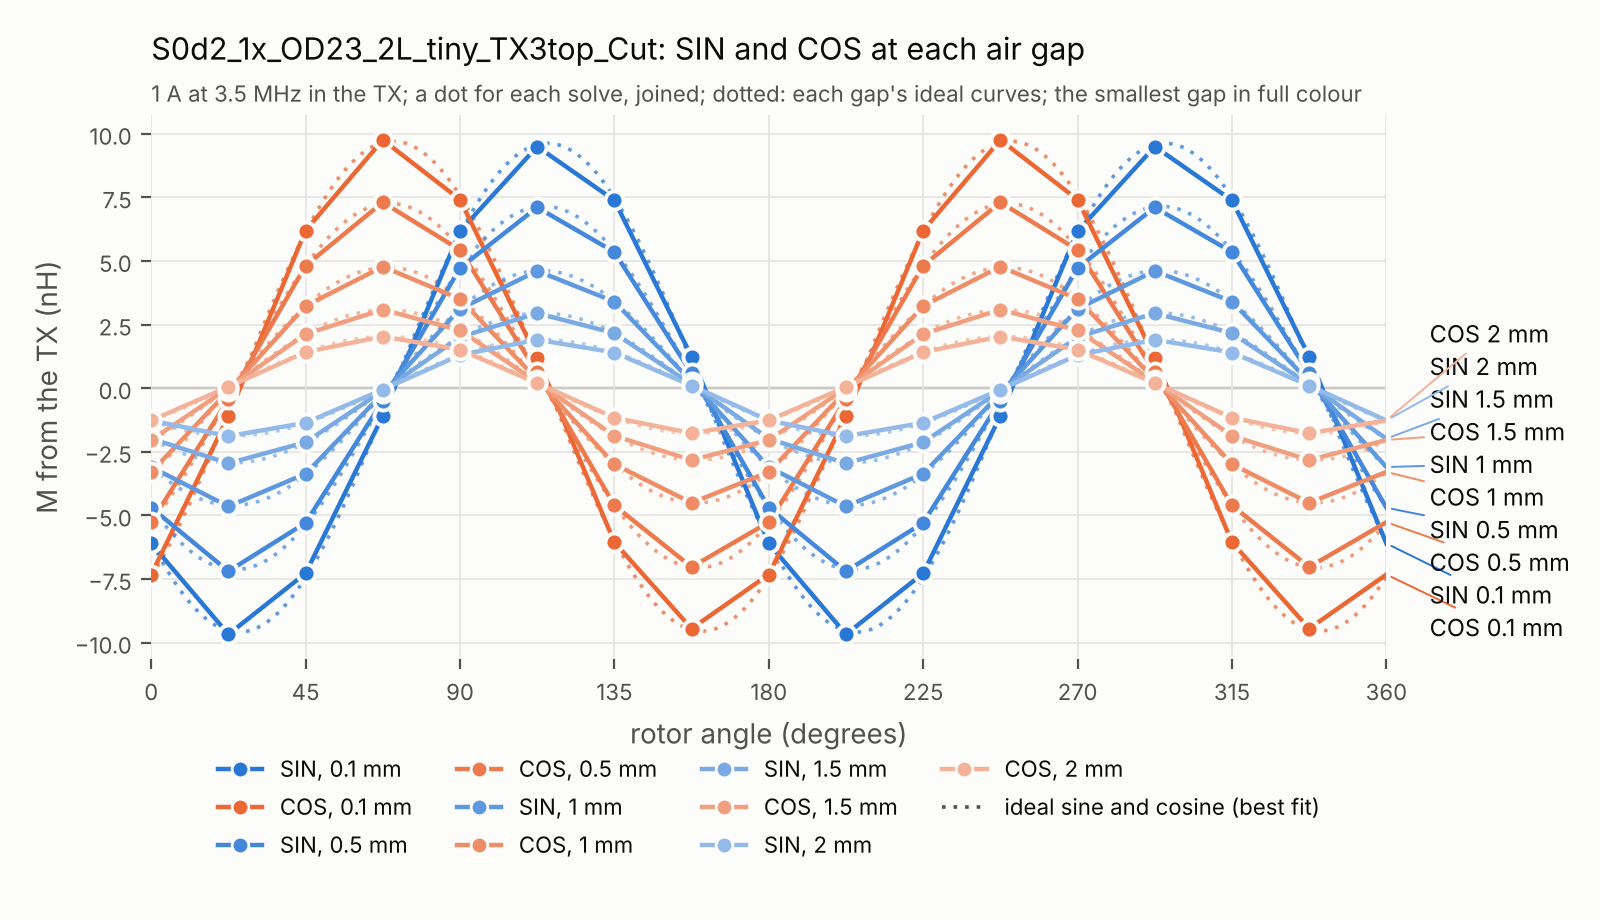 S0d2_1x_OD23_2L_tiny_TX3top_Cut: SIN and COS at each air gap
1 A at 3.5 MHz in the TX; a dot for each solve, joined; dotted: each gap's ideal curves; the smallest gap in full colour
M from the TX (nH)
10.0
7.5
5.0
2.5
0.0
−2.5
−5.0
−7.5
−10.0
COS 2 mm
SIN 2 mm
SIN 1.5 mm
COS 1.5 mm
SIN 1 mm
COS 1 mm
SIN 0.5 mm
COS 0.5 mm
SIN 0.1 mm
COS 0.1 mm
0 45 90 135 180 225 270 315 360
rotor angle (degrees)
SIN, 0.1 mm COS, 0.5 mm SIN, 1.5 mm COS, 2 mm
COS, 0.1 mm SIN, 1 mm COS, 1.5 mm ideal sine and cosine (best fit)
SIN, 0.5 mm COS, 1 mm SIN, 2 mm